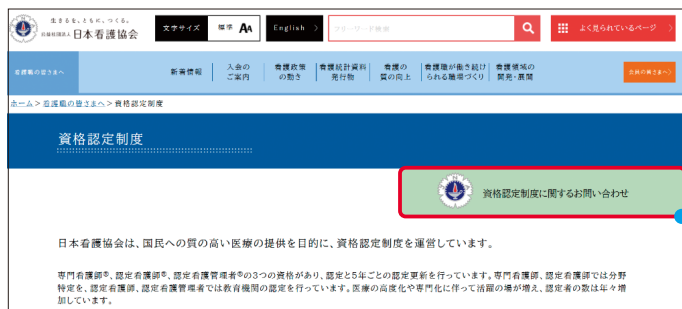 生きるを、ともに、つくる。
公益社団法人 日本看護協会
文字サイズ 標準 AA
English >
フリーワード検索
よく見られているページ >
看護職の皆さまへ
新着情報
入会の
ご案内
看護政策
の動き
看護統計資料
発行物
看護の
質の向上
看護職が働き続け
られる職場づくり
看護領域の
開発・展開
会員の皆さまへ>
ホーム > 看護職の皆さまへ > 資格認定制度
資格認定制度
資格認定制度に関するお問い合わせ
日本看護協会は、国民への質の高い医療の提供を目的に、資格認定制度を運営しています。
専門看護師®、認定看護師®、認定看護管理者®の3つの資格があり、認定と5年ごとの認定更新を行っています。専門看護師、認定看護師では分野
特定を、認定看護師、認定看護管理者では教育機関の認定を行っています。医療の高度化や専門化に伴って活躍の場が増え、認定者の数は年々増
加しています。